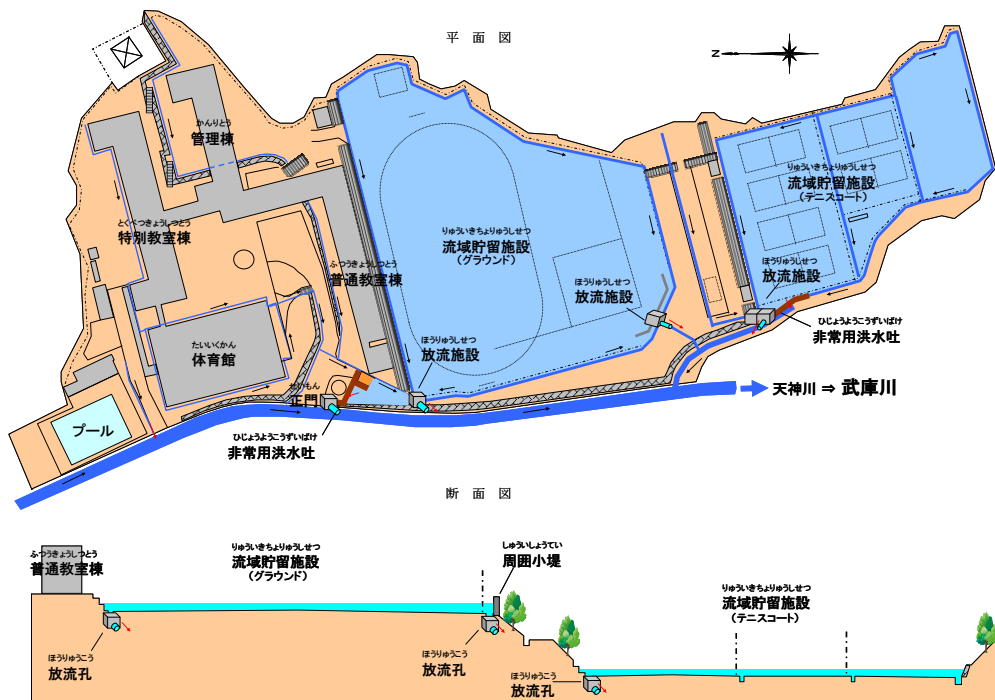 平面図
N
かんりとう
管理棟
とくべつきょうしつとう
特別教室棟
ふつうきょうしつとう
普通教室棟
りゅういきちょりゅうしせつ
流域貯留施設
(グラウンド)
りゅういきちょりゅうしせつ
流域貯留施設
(テニスコート)
ほうりゅうしせつ
放流施設
ほうりゅうしせつ
放流施設
ほうりゅうしせつ
放流施設
ひじょうようこうずいばけ
非常用洪水吐
たいいくかん
体育館
せいもん
正門
プール
ひじょうようこうずいばけ
非常用洪水吐
天神川 ⇒ 武庫川
断面図
ふつうきょうしつとう
普通教室棟
りゅういきちょりゅうしせつ
流域貯留施設
(グラウンド)
しゅういしょうてい
周囲小堤
りゅういきちょりゅうしせつ
流域貯留施設
(テニスコート)
ほうりゅうこう
放流孔
ほうりゅうこう
放流孔
ほうりゅうこう
放流孔